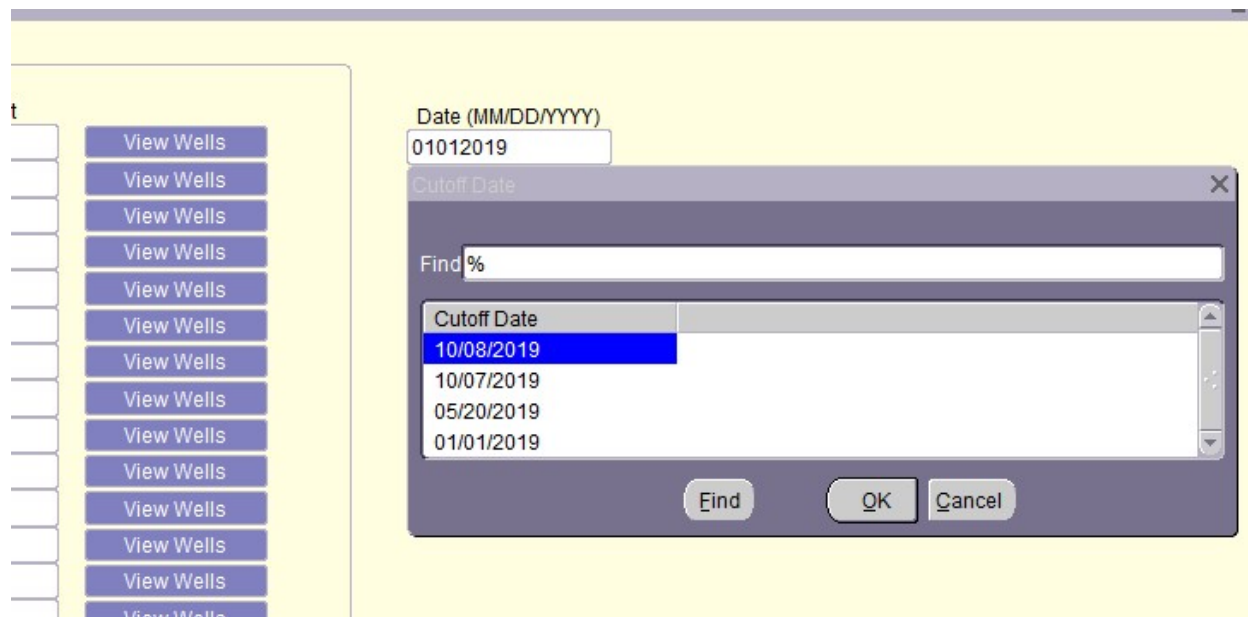 t
View Wells
View Wells
View Wells
View Wells
View Wells
View Wells
View Wells
View Wells
View Wells
View Wells
View Wells
View Wells
View Wells
View Wells
Date (MM/DD/YYYY)
01012019
Cutoff Date
Find %
Cutoff Date
10/08/2019
10/07/2019
05/20/2019
01/01/2019
Find OK Cancel